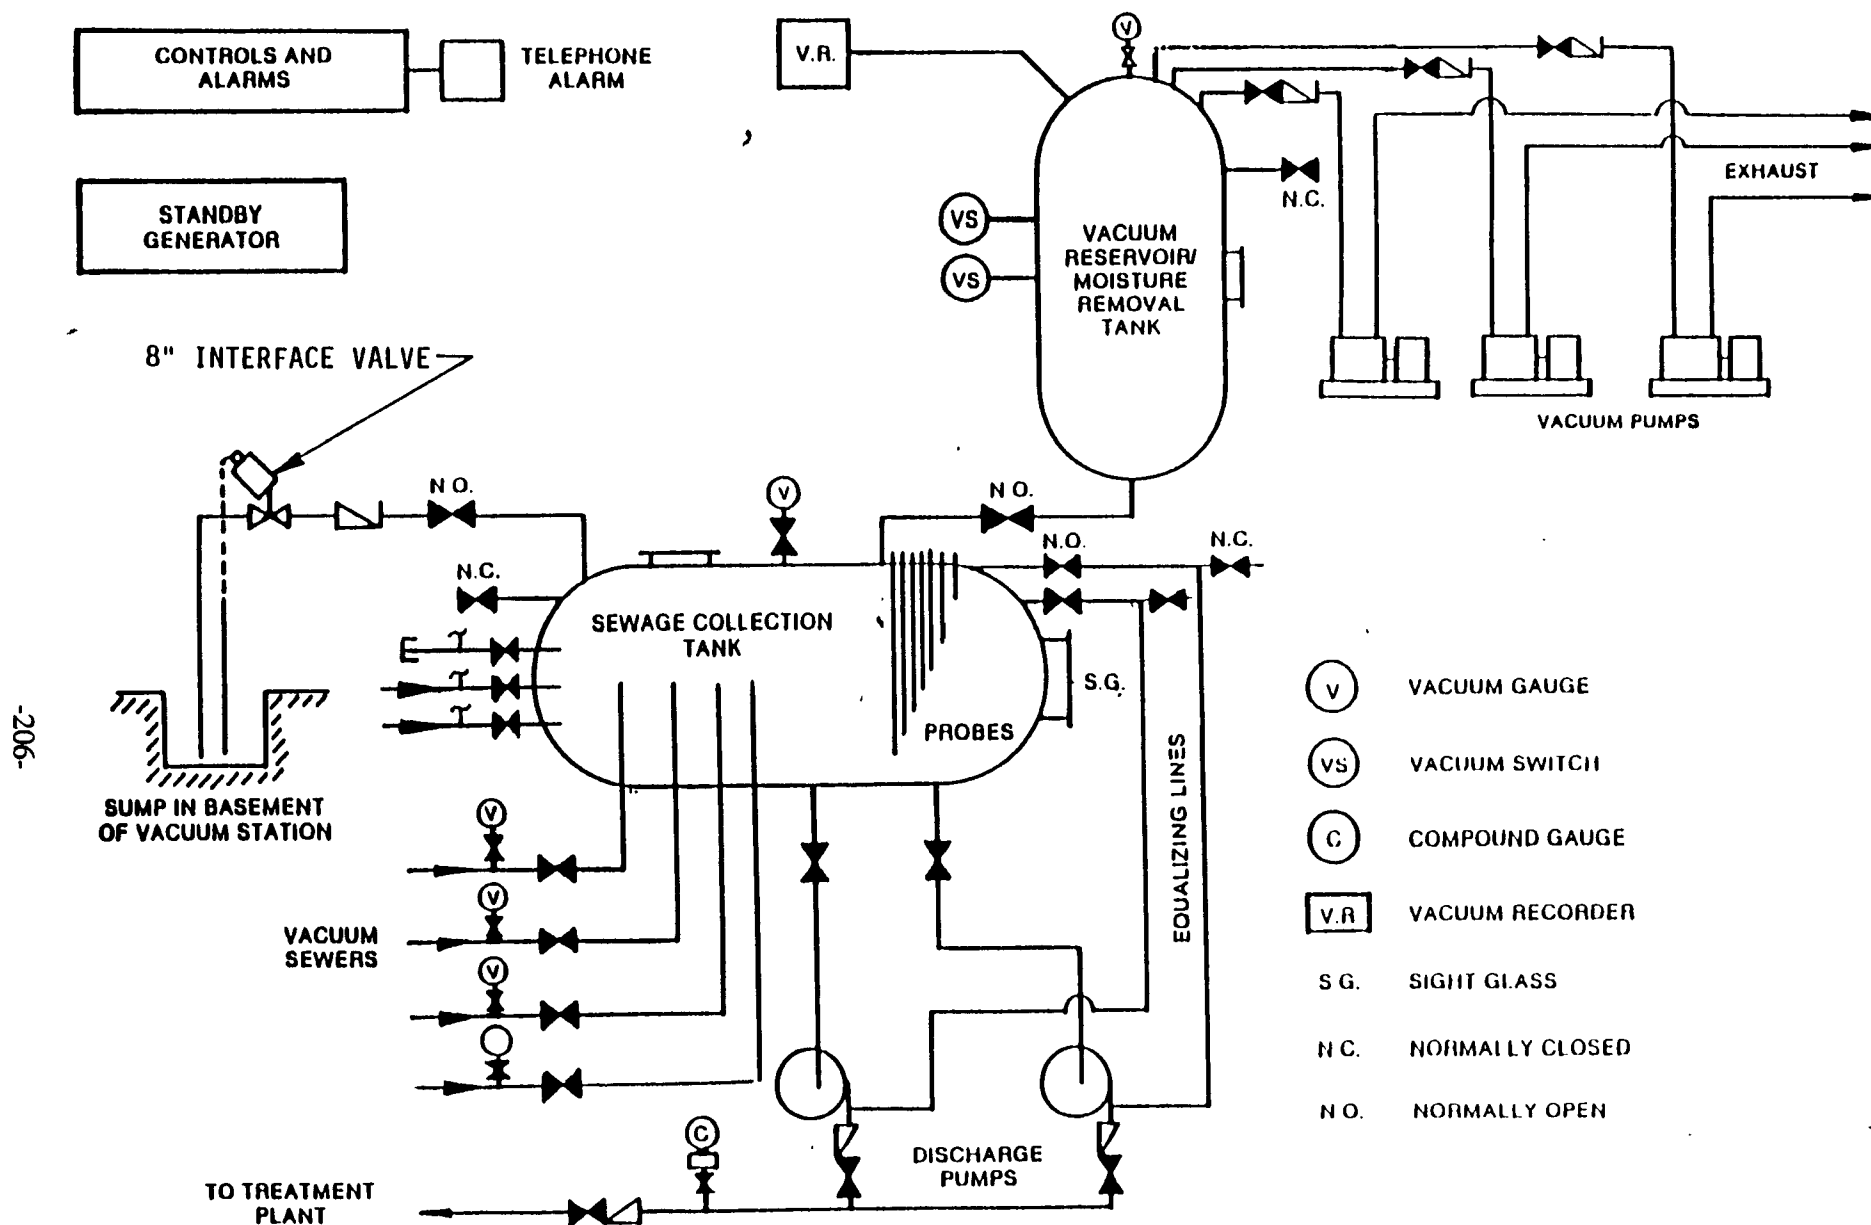 CONTROLS AND
ALARMS
TELEPHONE
ALARM
STANDBY
GENERATOR
8" INTERFACE VALVE
V.R.
V
N.C.
EXHAUST
VS
VS
VACUUM
RESERVOIR/
MOISTURE
REMOVAL
TANK
VACUUM PUMPS
N O.
V
N O.
N.O.
N.C.
N.C.
SEWAGE COLLECTION
TANK
PROBES
S.G.
EQUALIZING LINES
SUMP IN BASEMENT
OF VACUUM STATION
V
V
V
VACUUM
SEWERS
C
DISCHARGE
PUMPS
TO TREATMENT
PLANT
V VACUUM GAUGE
VS VACUUM SWITCH
C COMPOUND GAUGE
V.R VACUUM RECORDER
S G. SIGHT GLASS
N C. NORMALLY CLOSED
N O. NORMALLY OPEN
-206-